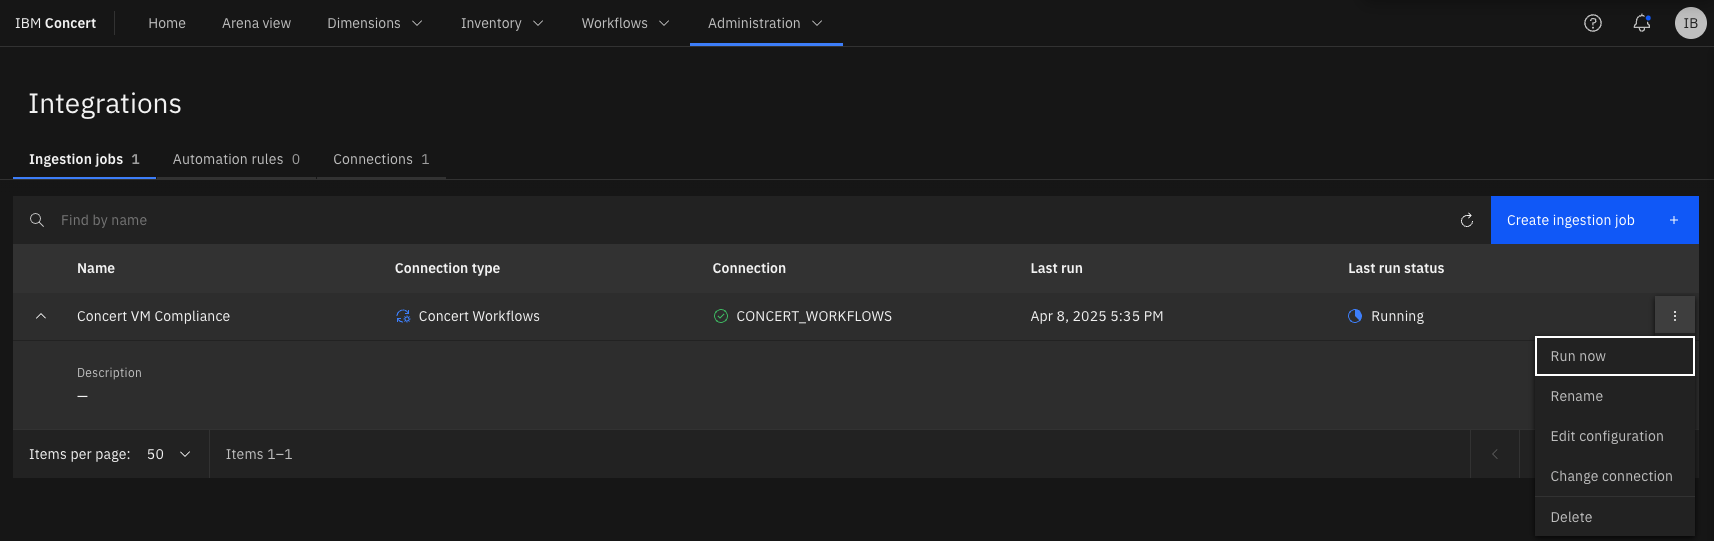 IBM Concert Home Arena view Dimensions Inventory Workflows Administration IB
Integrations
Ingestion jobs 1 Automation rules 0 Connections 1
Find by name Create ingestion job +
Name Connection type Connection Last run Last run status
Concert VM Compliance Concert Workflows CONCERT_WORKFLOWS Apr 8, 2025 5:35 PM Running
Run now
Description
—
Rename
Edit configuration
Items per page: 50 Items 1–1
Change connection
Delete